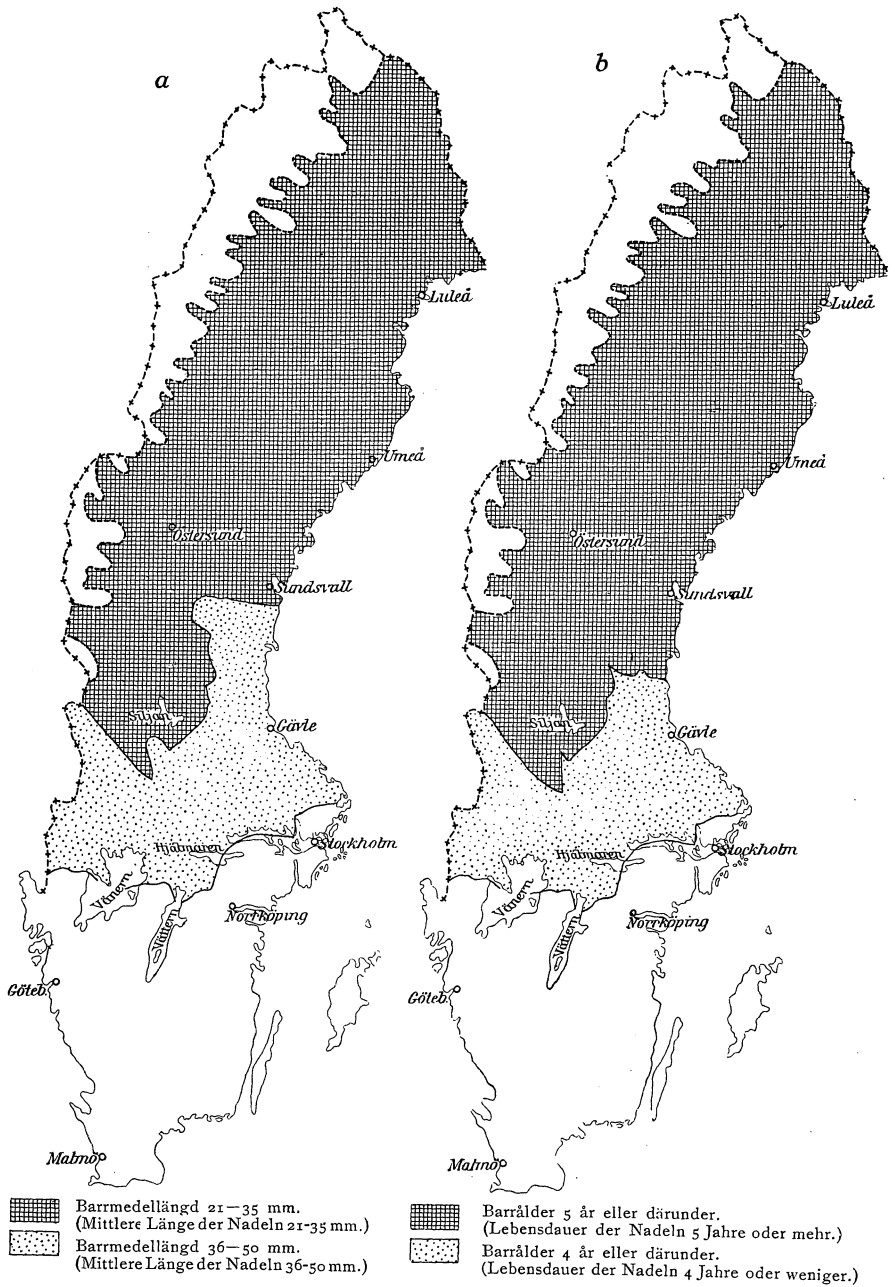 a
Luleå
Umeå
Östersund
Sundsvall
Siljan
Gävle
Hjälmaren
Stockholm
Vänern
Vättern
Norrköping
Göteb.
Malmö
Barrmedellängd 21—35 mm.
(Mittlere Länge der Nadeln 21-35 mm.)
Barrmedellängd 36—50 mm.
(Mittlere Länge der Nadeln 36-50 mm.)
b
Luleå
Umeå
Östersund
Sundsvall
Siljan
Gävle
Hjälmaren
Stockholm
Vänern
Vättern
Norrköping
Göteb.
Malmö
Barrålder 5 år eller därunder.
(Lebensdauer der Nadeln 5 Jahre oder mehr.)
Barrålder 4 år eller därunder.
(Lebensdauer der Nadeln 4 Jahre oder weniger.)